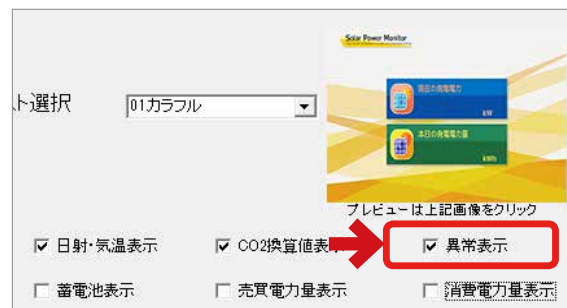 Solar Power Monitor
現在の発電電力
kW
ト選択 01カラフル
本日の発電電力量
kWh
プレビューは上記画像をクリック
日射・気温表示 CO2換算値表 異常表示
蓄電池表示 売買電力量表示 消費電力量表示